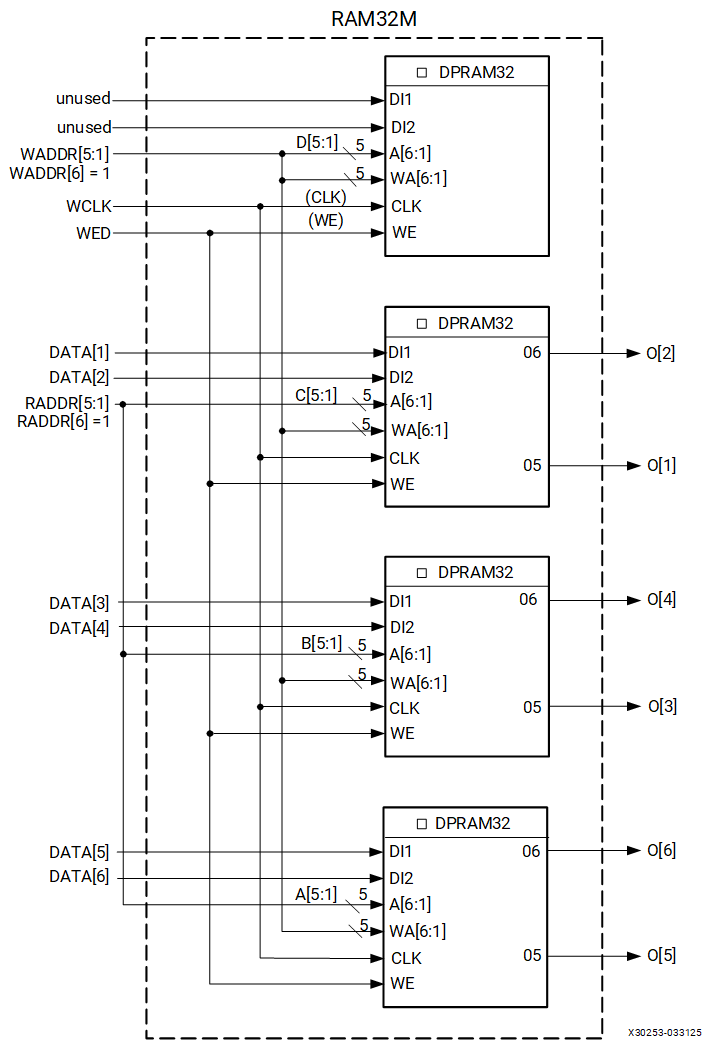 RAM32M
DPRAM32
unused
DI1
unused
DI2
WADDR[5:1]
D[5:1]
5
A[6:1]
WADDR[6] = 1
5
WA[6:1]
WCLK
(CLK)
CLK
WED
(WE)
WE
DPRAM32
DATA[1]
DI1
06
O[2]
DATA[2]
DI2
RADDR[5:1]
C[5:1]
5
A[6:1]
RADDR[6] =1
5
WA[6:1]
CLK
05
O[1]
WE
DPRAM32
DATA[3]
DI1
06
O[4]
DATA[4]
DI2
B[5:1]
5
A[6:1]
5
WA[6:1]
CLK
05
O[3]
WE
DPRAM32
DATA[5]
DI1
06
O[6]
DATA[6]
DI2
A[5:1]
5
A[6:1]
5
WA[6:1]
CLK
05
O[5]
WE
X30253-033125